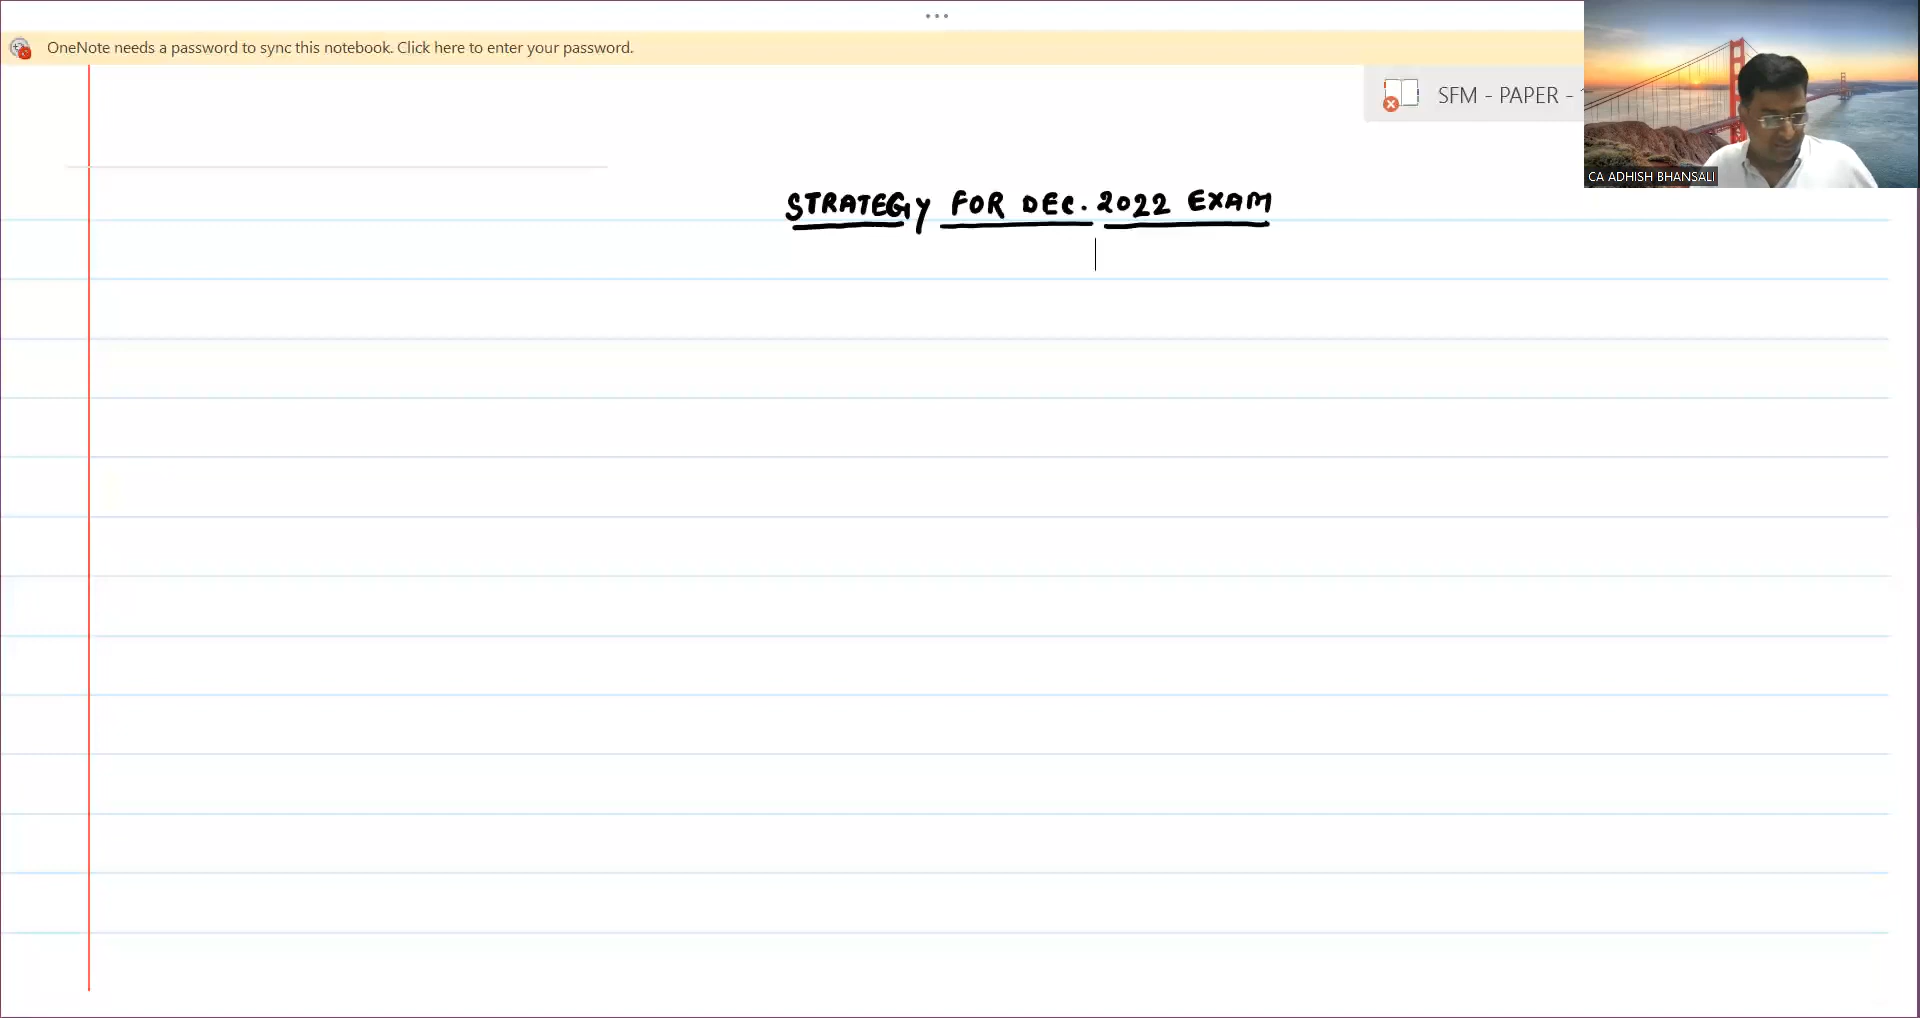 OneNote needs a password to sync this notebook. Click here to enter your password.
SFM - PAPER -
CA ADHISH BHANSALI
STRATEGY FOR DEC. 2022 EXAM